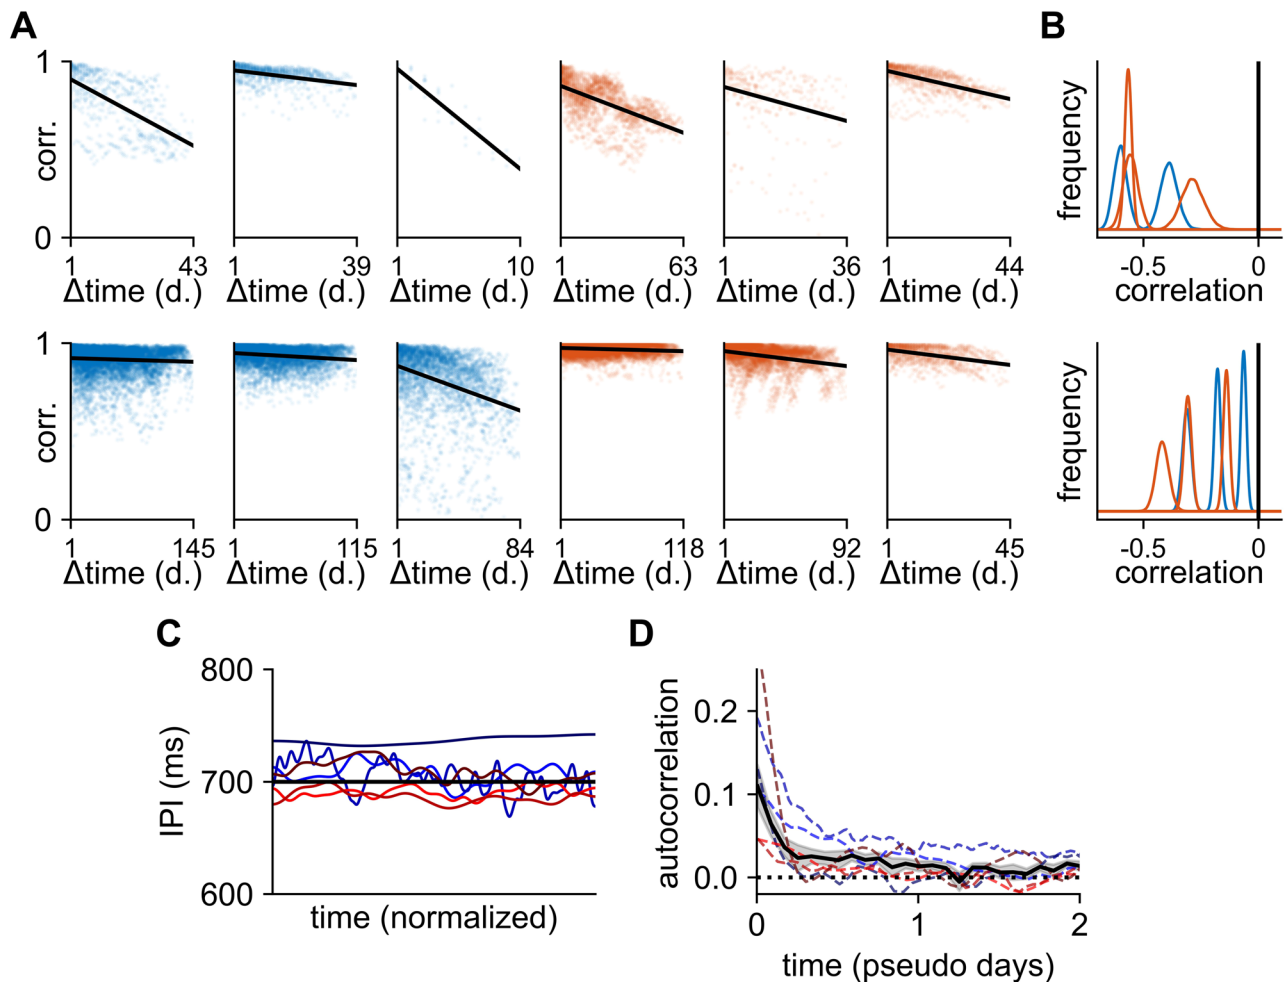 A
B
1
corr.
0
1
43
1
39
1
10
1
63
1
36
1
44
Δtime (d.)
Δtime (d.)
Δtime (d.)
Δtime (d.)
Δtime (d.)
Δtime (d.)
frequency
-0.5
0
correlation
1
corr.
0
1
145
1
115
1
84
1
118
1
92
1
45
Δtime (d.)
Δtime (d.)
Δtime (d.)
Δtime (d.)
Δtime (d.)
Δtime (d.)
frequency
-0.5
0
correlation
C
800
700
600
IPI (ms)
time (normalized)
D
autocorrelation
0.2
0.1
0.0
0
1
2
time (pseudo days)